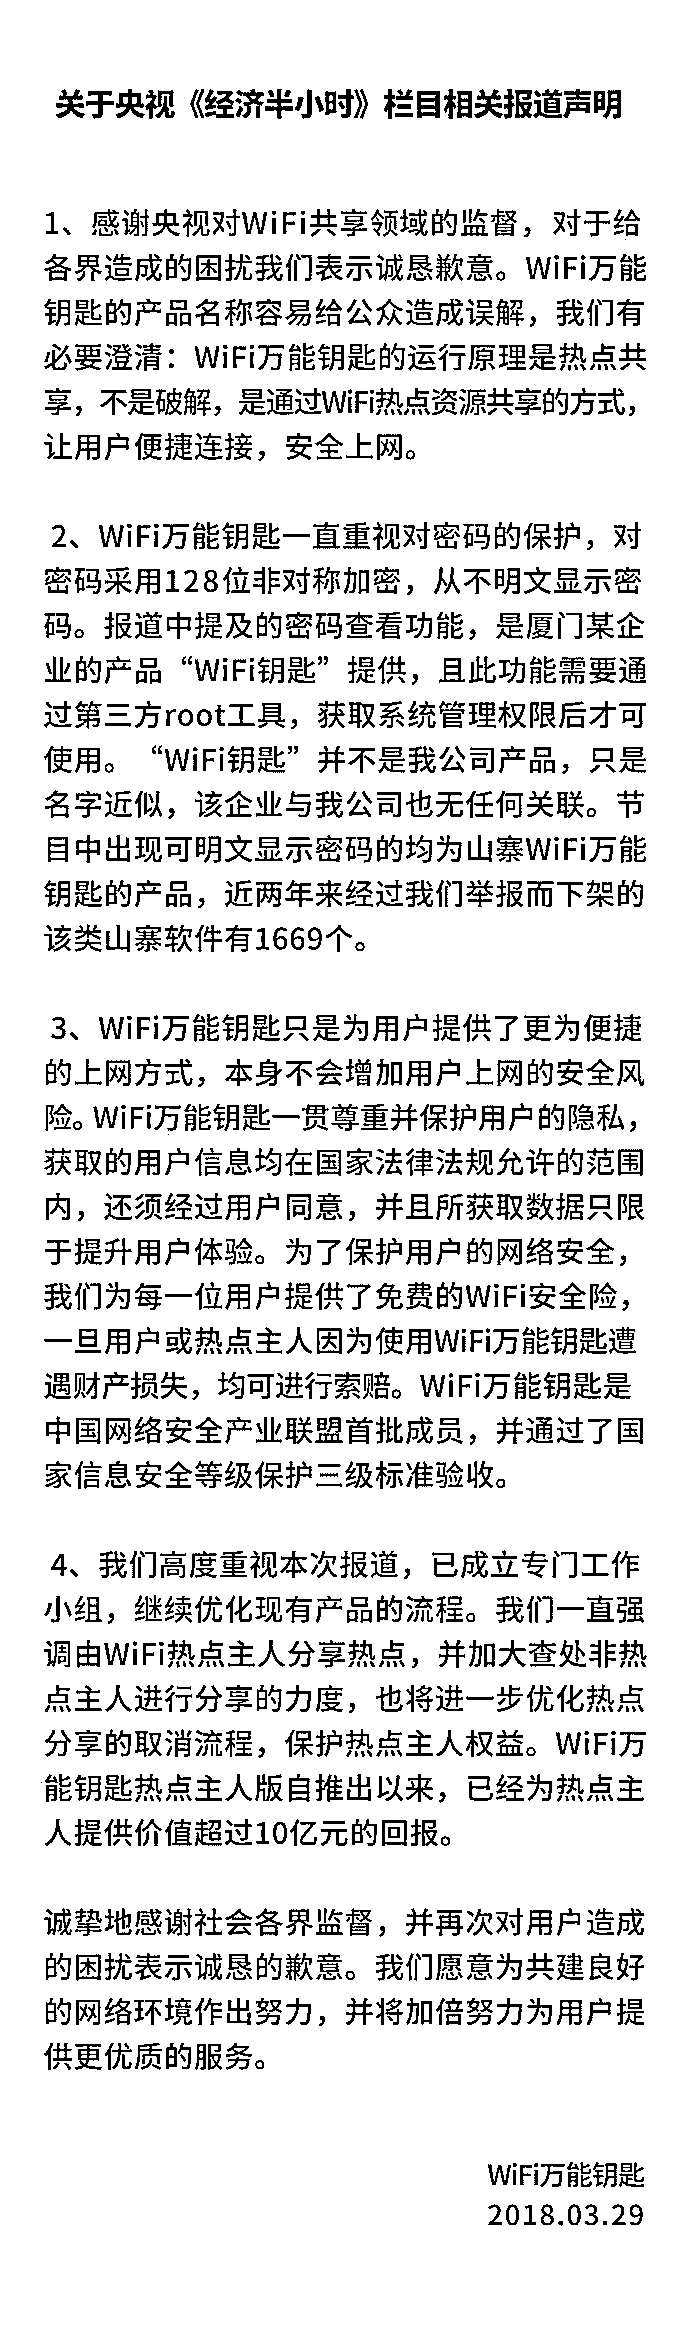 关于央视《经济半小时》栏目相关报道声明
1、感谢央视对WiFi共享领域的监督，对于给
各界造成的困扰我们表示诚恳歉意。WiFi万能
钥匙的产品名称容易给公众造成误解，我们有
必要澄清：WiFi万能钥匙的运行原理是热点共
享，不是破解，是通过WiFi热点资源共享的方式，
让用户便捷连接，安全上网。
2、WiFi万能钥匙一直重视对密码的保护，对
密码采用128位非对称加密，从不明文显示密
码。报道中提及的密码查看功能，是厦门某企
业的产品“WiFi钥匙”提供，且此功能需要通
过第三方root工具，获取系统管理权限后才可
使用。“WiFi钥匙”并不是我公司产品，只是
名字近似，该企业与我公司也无任何关联。节
目中出现可明文显示密码的均为山寨WiFi万能
钥匙的产品，近两年来经过我们举报而下架的
该类山寨软件有1669个。
3、WiFi万能钥匙只是为用户提供了更为便捷
的上网方式，本身不会增加用户上网的安全风
险。WiFi万能钥匙一贯尊重并保护用户的隐私，
获取的用户信息均在国家法律法规允许的范围
内，还须经过用户同意，并且所获取数据只限
于提升用户体验。为了保护用户的网络安全，
我们为每一位用户提供了免费的WiFi安全险，
一旦用户或热点主人因为使用WiFi万能钥匙遭
遇财产损失，均可进行索赔。WiFi万能钥匙是
中国网络安全产业联盟首批成员，并通过了国
家信息安全等级保护三级标准验收。
4、我们高度重视本次报道，已成立专门工作
小组，继续优化现有产品的流程。我们一直强
调由WiFi热点主人分享热点，并加大查处非热
点主人进行分享的力度，也将进一步优化热点
分享的取消流程，保护热点主人权益。WiFi万
能钥匙热点主人版自推出以来，已经为热点主
人提供价值超过10亿元的回报。
诚挚地感谢社会各界监督，并再次对用户造成
的困扰表示诚恳的歉意。我们愿意为共建良好
的网络环境作出努力，并将加倍努力为用户提
供更优质的服务。
WiFi万能钥匙
2018.03.29